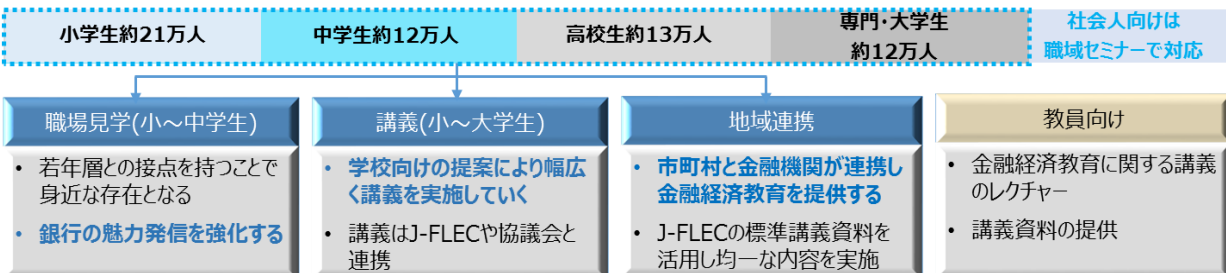 小学生約21万人
中学生約12万人
高校生約13万人
専門・大学生
約12万人
社会人向けは
職域セミナーで対応
職場見学(小～中学生)
• 若年層との接点を持つことで
身近な存在となる
• 銀行の魅力発信を強化する
講義(小～大学生)
• 学校向けの提案により幅広
く講義を実施していく
• 講義はJ-FLECや協議会と
連携
地域連携
• 市町村と金融機関が連携し
金融経済教育を提供する
• J-FLECの標準講義資料を
活用し均一な内容を実施
教員向け
• 金融経済教育に関する講義
のレクチャー
• 講義資料の提供